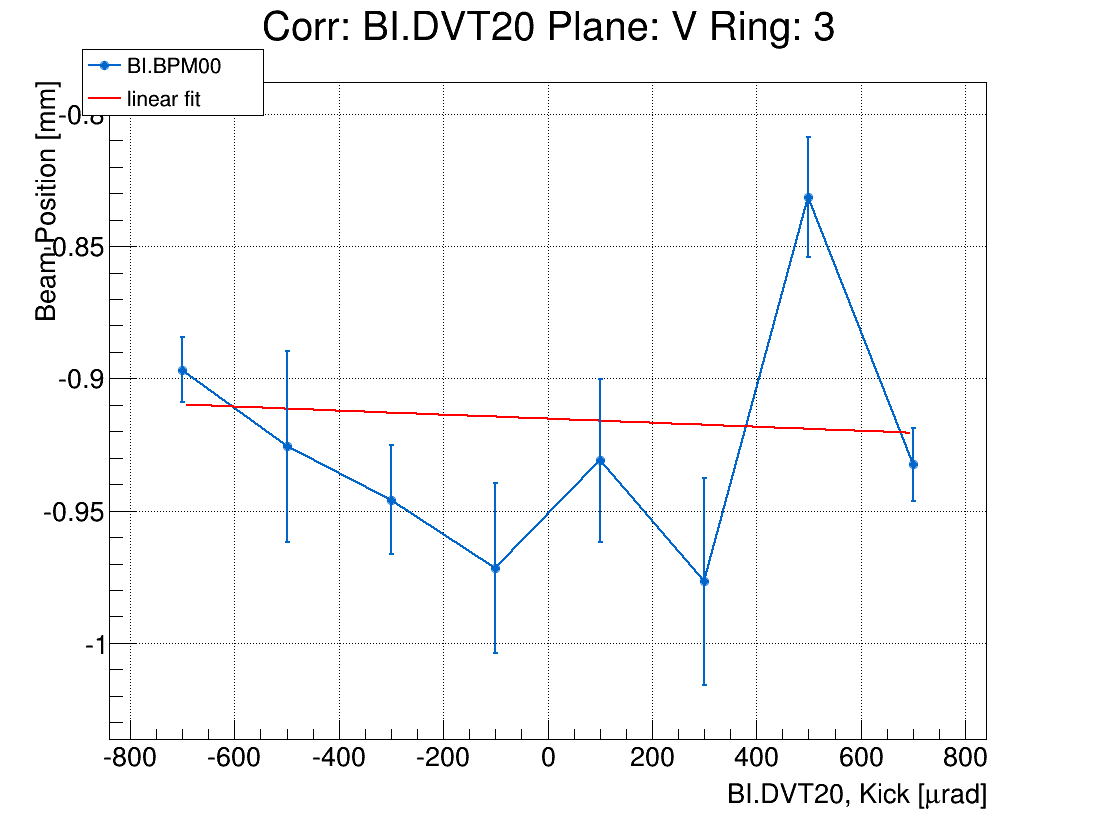 Corr: BI.DVT20 Plane: V Ring: 3
BI.BPM00
linear fit
Beam-Position [mm]
-0.8
-0.85
-0.9
-0.95
-1
-800 -600 -400 -200 0 200 400 600 800
BI.DVT20, Kick [μrad]